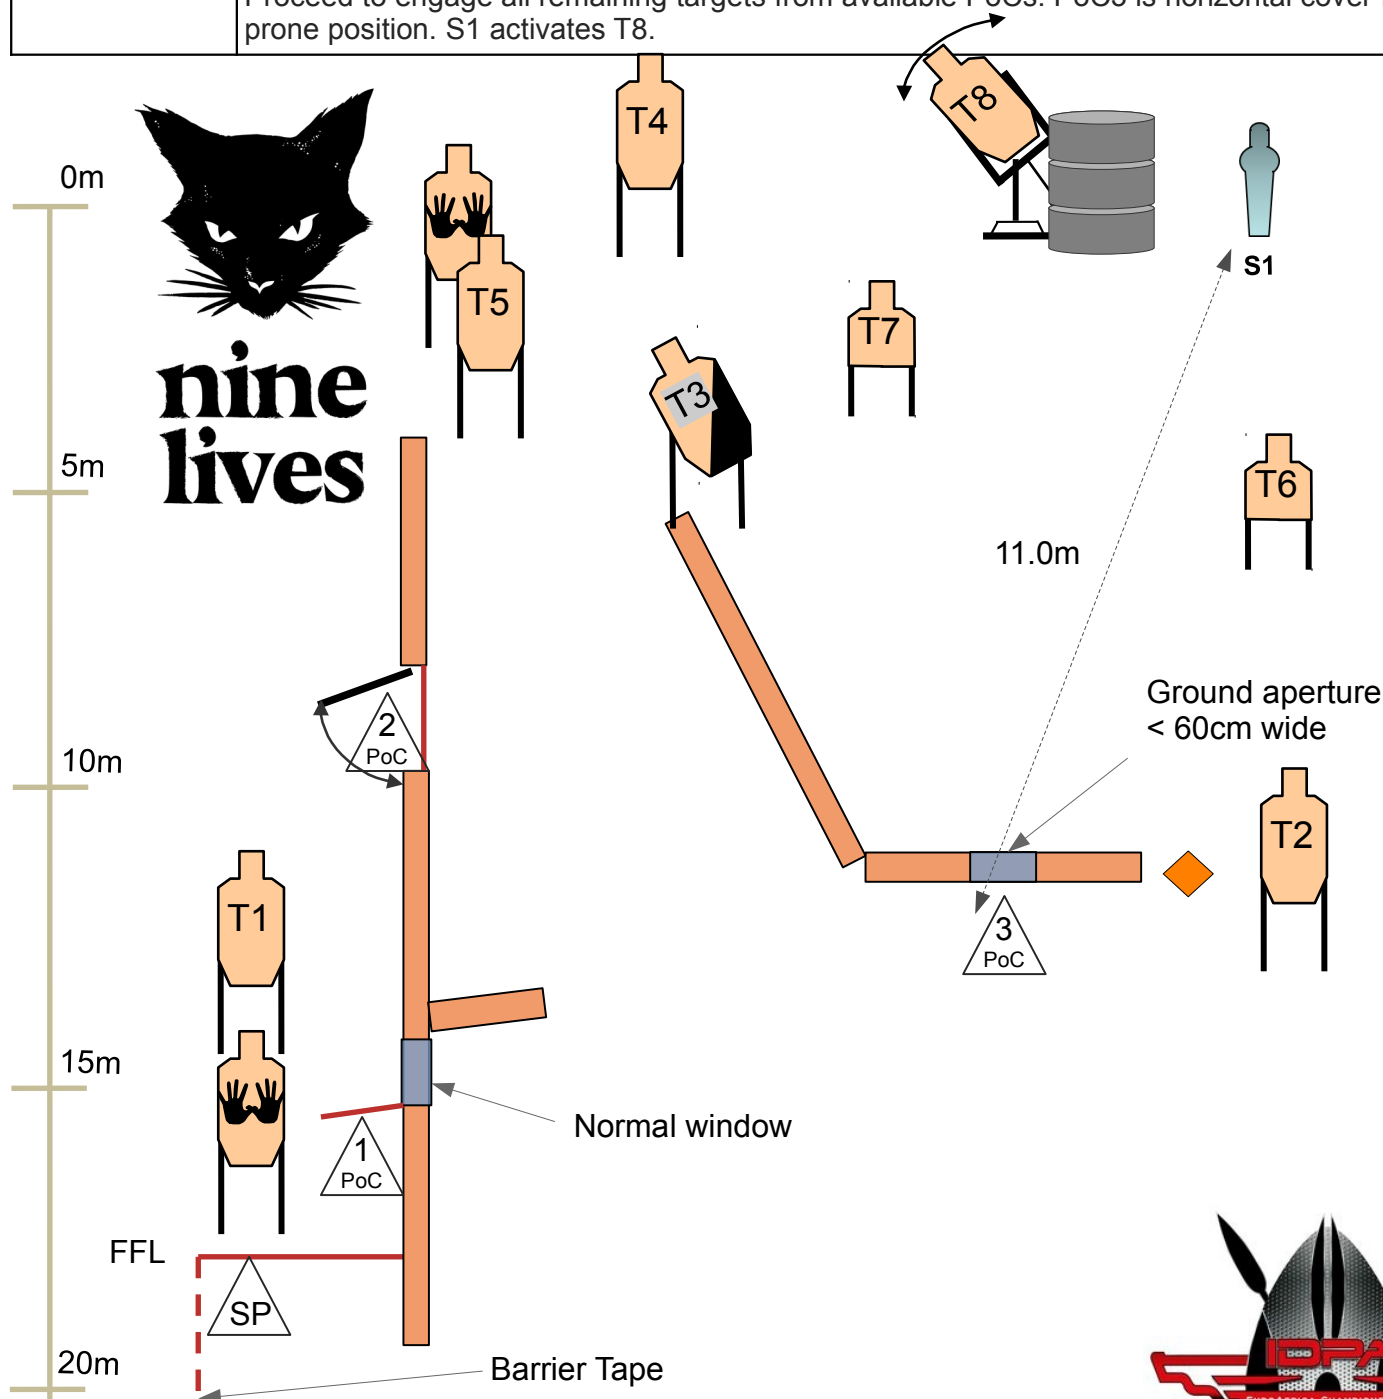 prone position. S1 activates T8.
T4
T8
0m
S1
T5
T7
nine
lives
T3
5m
T6
11.0m
Ground aperture
< 60cm wide
2
PoC
10m
T2
T1
3
PoC
15m
Normal window
1
PoC
FFL
SP
IDPA
20m
Barrier Tape